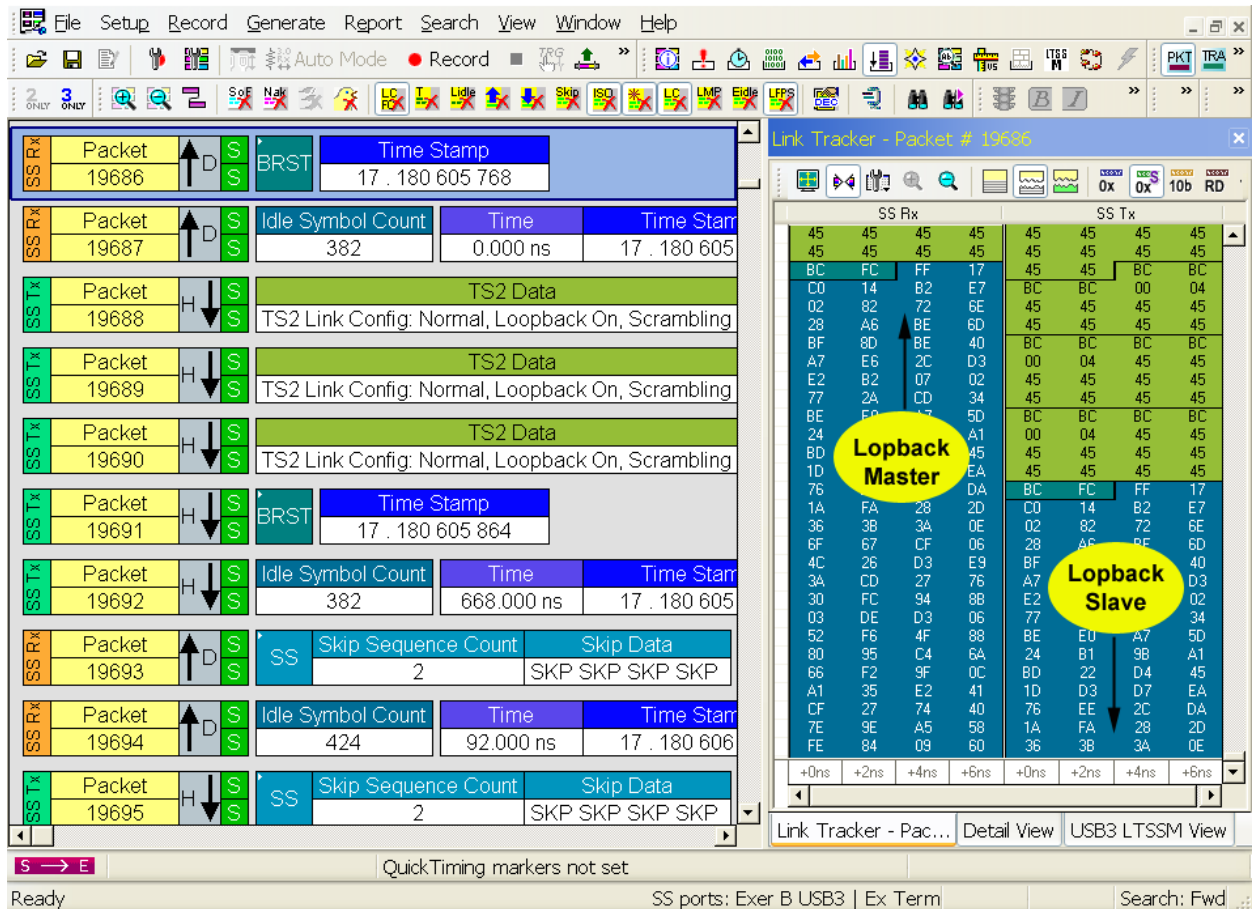 File Setup Record Generate Report Search View Window Help
Auto Mode Record TRG PKT TRA
2 ONLY 3 ONLY SoF Nak LC FCX T.. Lidle Skip ISO * LC LMP Eidle LFPS DEC B I
0x 0x S 10b RD
SS Rx Packet 19686 D S S BRST Time Stamp 17 . 180 605 768
SS Rx Packet 19687 D S S Idle Symbol Count 382 Time 0.000 ns Time Stam 17 . 180 605
SS Tx Packet 19688 H S S TS2 Data TS2 Link Config: Normal, Loopback On, Scrambling
SS Tx Packet 19689 H S S TS2 Data TS2 Link Config: Normal, Loopback On, Scrambling
SS Tx Packet 19690 H S S TS2 Data TS2 Link Config: Normal, Loopback On, Scrambling
SS Tx Packet 19691 H S S BRST Time Stamp 17 . 180 605 864
SS Tx Packet 19692 H S S Idle Symbol Count 382 Time 668.000 ns Time Stam 17 . 180 605
SS Rx Packet 19693 D S S SS Skip Sequence Count 2 Skip Data SKP SKP SKP SKP
SS Rx Packet 19694 D S S Idle Symbol Count 424 Time 92.000 ns Time Stam 17 . 180 606
SS Tx Packet 19695 H S S SS Skip Sequence Count 2 Skip Data SKP SKP SKP SKP
Link Tracker - Packet # 19686
SS Rx SS Tx
45 45 45 45 45 45 45 45
45 45 45 45 45 45 45 45
BC FC FF 17 45 45 BC BC
C0 14 B2 E7 BC BC 00 04
02 82 72 6E 45 45 45 45
28 A6 BE 6D 45 45 45 45
BF 8D BE 40 BC BC BC BC
A7 E6 2C D3 00 04 45 45
E2 B2 07 02 45 45 45 45
77 2A CD 34 45 45 45 45
BE 5D BC BC BC BC
24 A1 00 04 45 45
BD 45 45 45 45 45
1D EA 45 45 45 45
76 DA BC FC FF 17
1A FA 28 2D C0 14 B2 E7
36 3B 3A 0E 02 82 72 6E
6F 67 CF 06 28 6D
4C 26 D3 E9 BF 40
3A CD 27 76 A7 D3
30 FC 94 8B E2 02
03 DE D3 06 77 34
52 F6 4F 88 BE E0 A7 5D
80 95 C4 6A 24 B1 9B A1
66 F2 9F 0C BD 22 D4 45
A1 35 E2 41 1D D3 D7 EA
CF 27 74 40 76 EE 2C DA
7E 9E A5 58 1A FA 28 2D
FE 84 09 60 36 3B 3A 0E
Lopback
Master
Lopback
Slave
+0ns +2ns +4ns +6ns +0ns +2ns +4ns +6ns
Link Tracker - Pac... Detail View USB3 LTSSM View
S → E QuickTiming markers not set
Ready SS ports: Exer B USB3 | Ex Term Search: Fwd